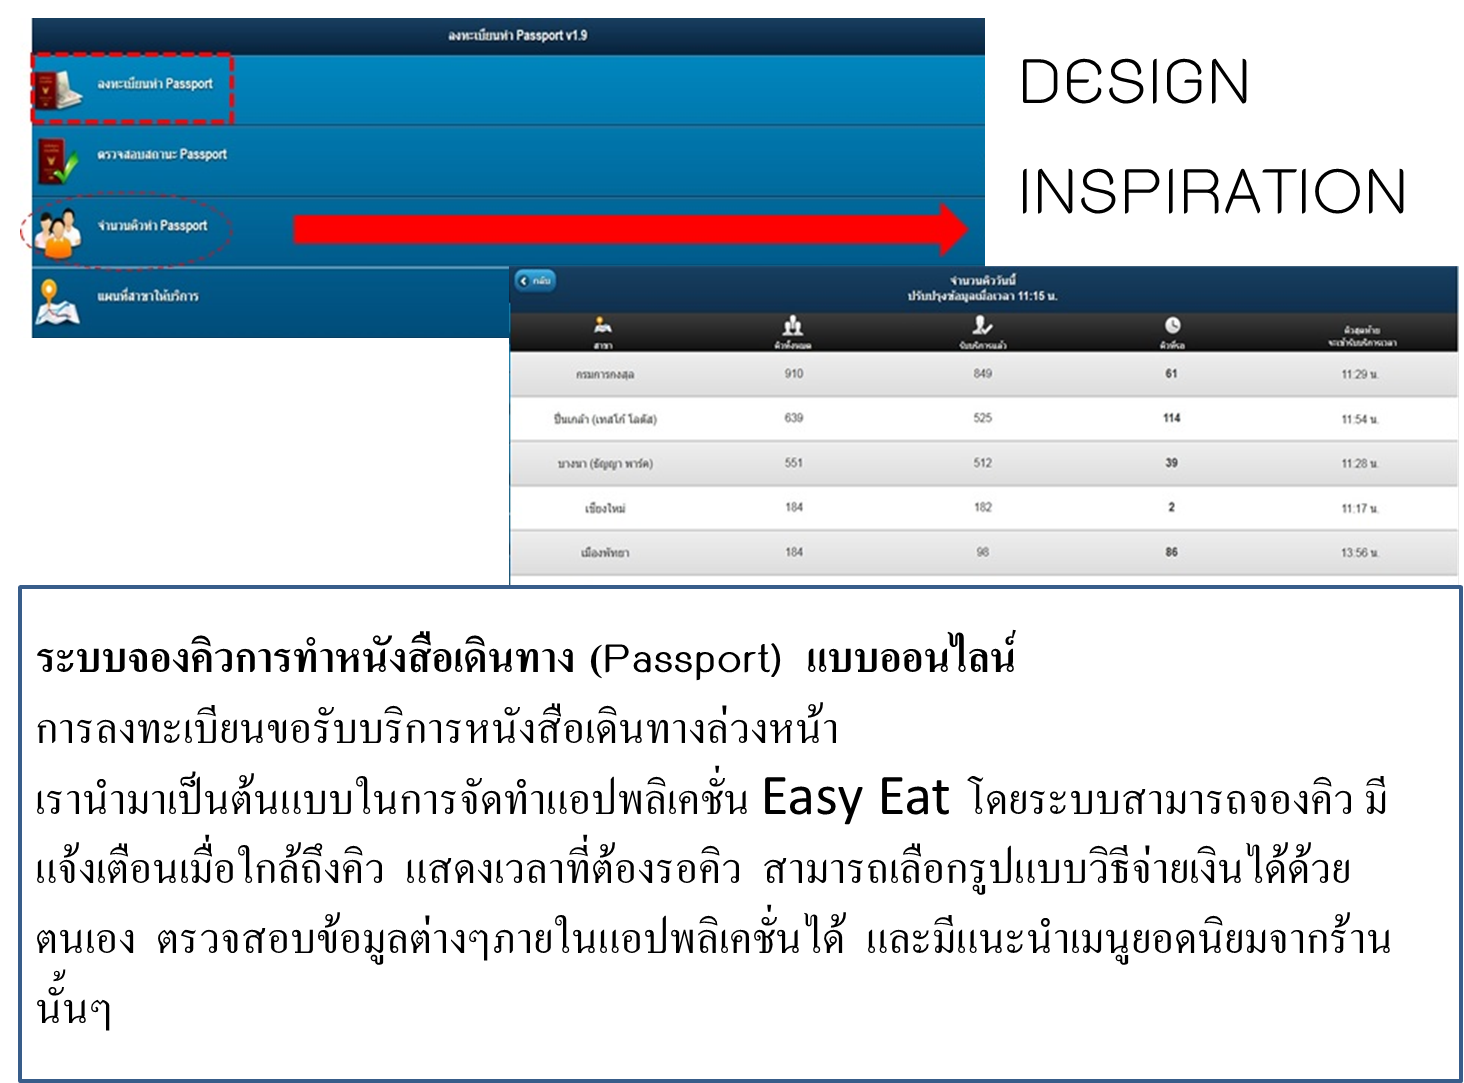 ลงทะเบียนทำ Passport v1.9
ลงทะเบียนทำ Passport
ตรวจสอบสถานะ Passport
จำนวนคิวทำ Passport
แผนที่สาขาให้บริการ
DESIGN
INSPIRATION
กลับ
จำนวนคิววันนี้
ปรับปรุงข้อมูลเมื่อเวลา 11:15 น.
สาขา คิวทั้งหมด รับบริการแล้ว คิวที่รอ คิวสุดท้าย
จะเข้ารับบริการเวลา
กรมการกงสุล 910 849 61 11:29 น.
ปิ่นเกล้า (เทสโก้ โลตัส) 639 525 114 11:54 น.
บางนา (ธัญญา พาร์ค) 551 512 39 11:28 น.
เชียงใหม่ 184 182 2 11:17 น.
เมืองพัทยา 184 98 86 13:56 น.
ระบบจองคิวการทำหนังสือเดินทาง (Passport) แบบออนไลน์
การลงทะเบียนขอรับบริการหนังสือเดินทางล่วงหน้า
เรานำมาเป็นต้นแบบในการจัดทำแอปพลิเคชั่น Easy Eat โดยระบบสามารถจองคิว มี
แจ้งเตือนเมื่อใกล้ถึงคิว แสดงเวลาที่ต้องรอคิว สามารถเลือกรูปแบบวิธีจ่ายเงินได้ด้วย
ตนเอง ตรวจสอบข้อมูลต่างๆภายในแอปพลิเคชั่นได้ และมีแนะนำเมนูยอดนิยมจากร้าน
นั้นๆ